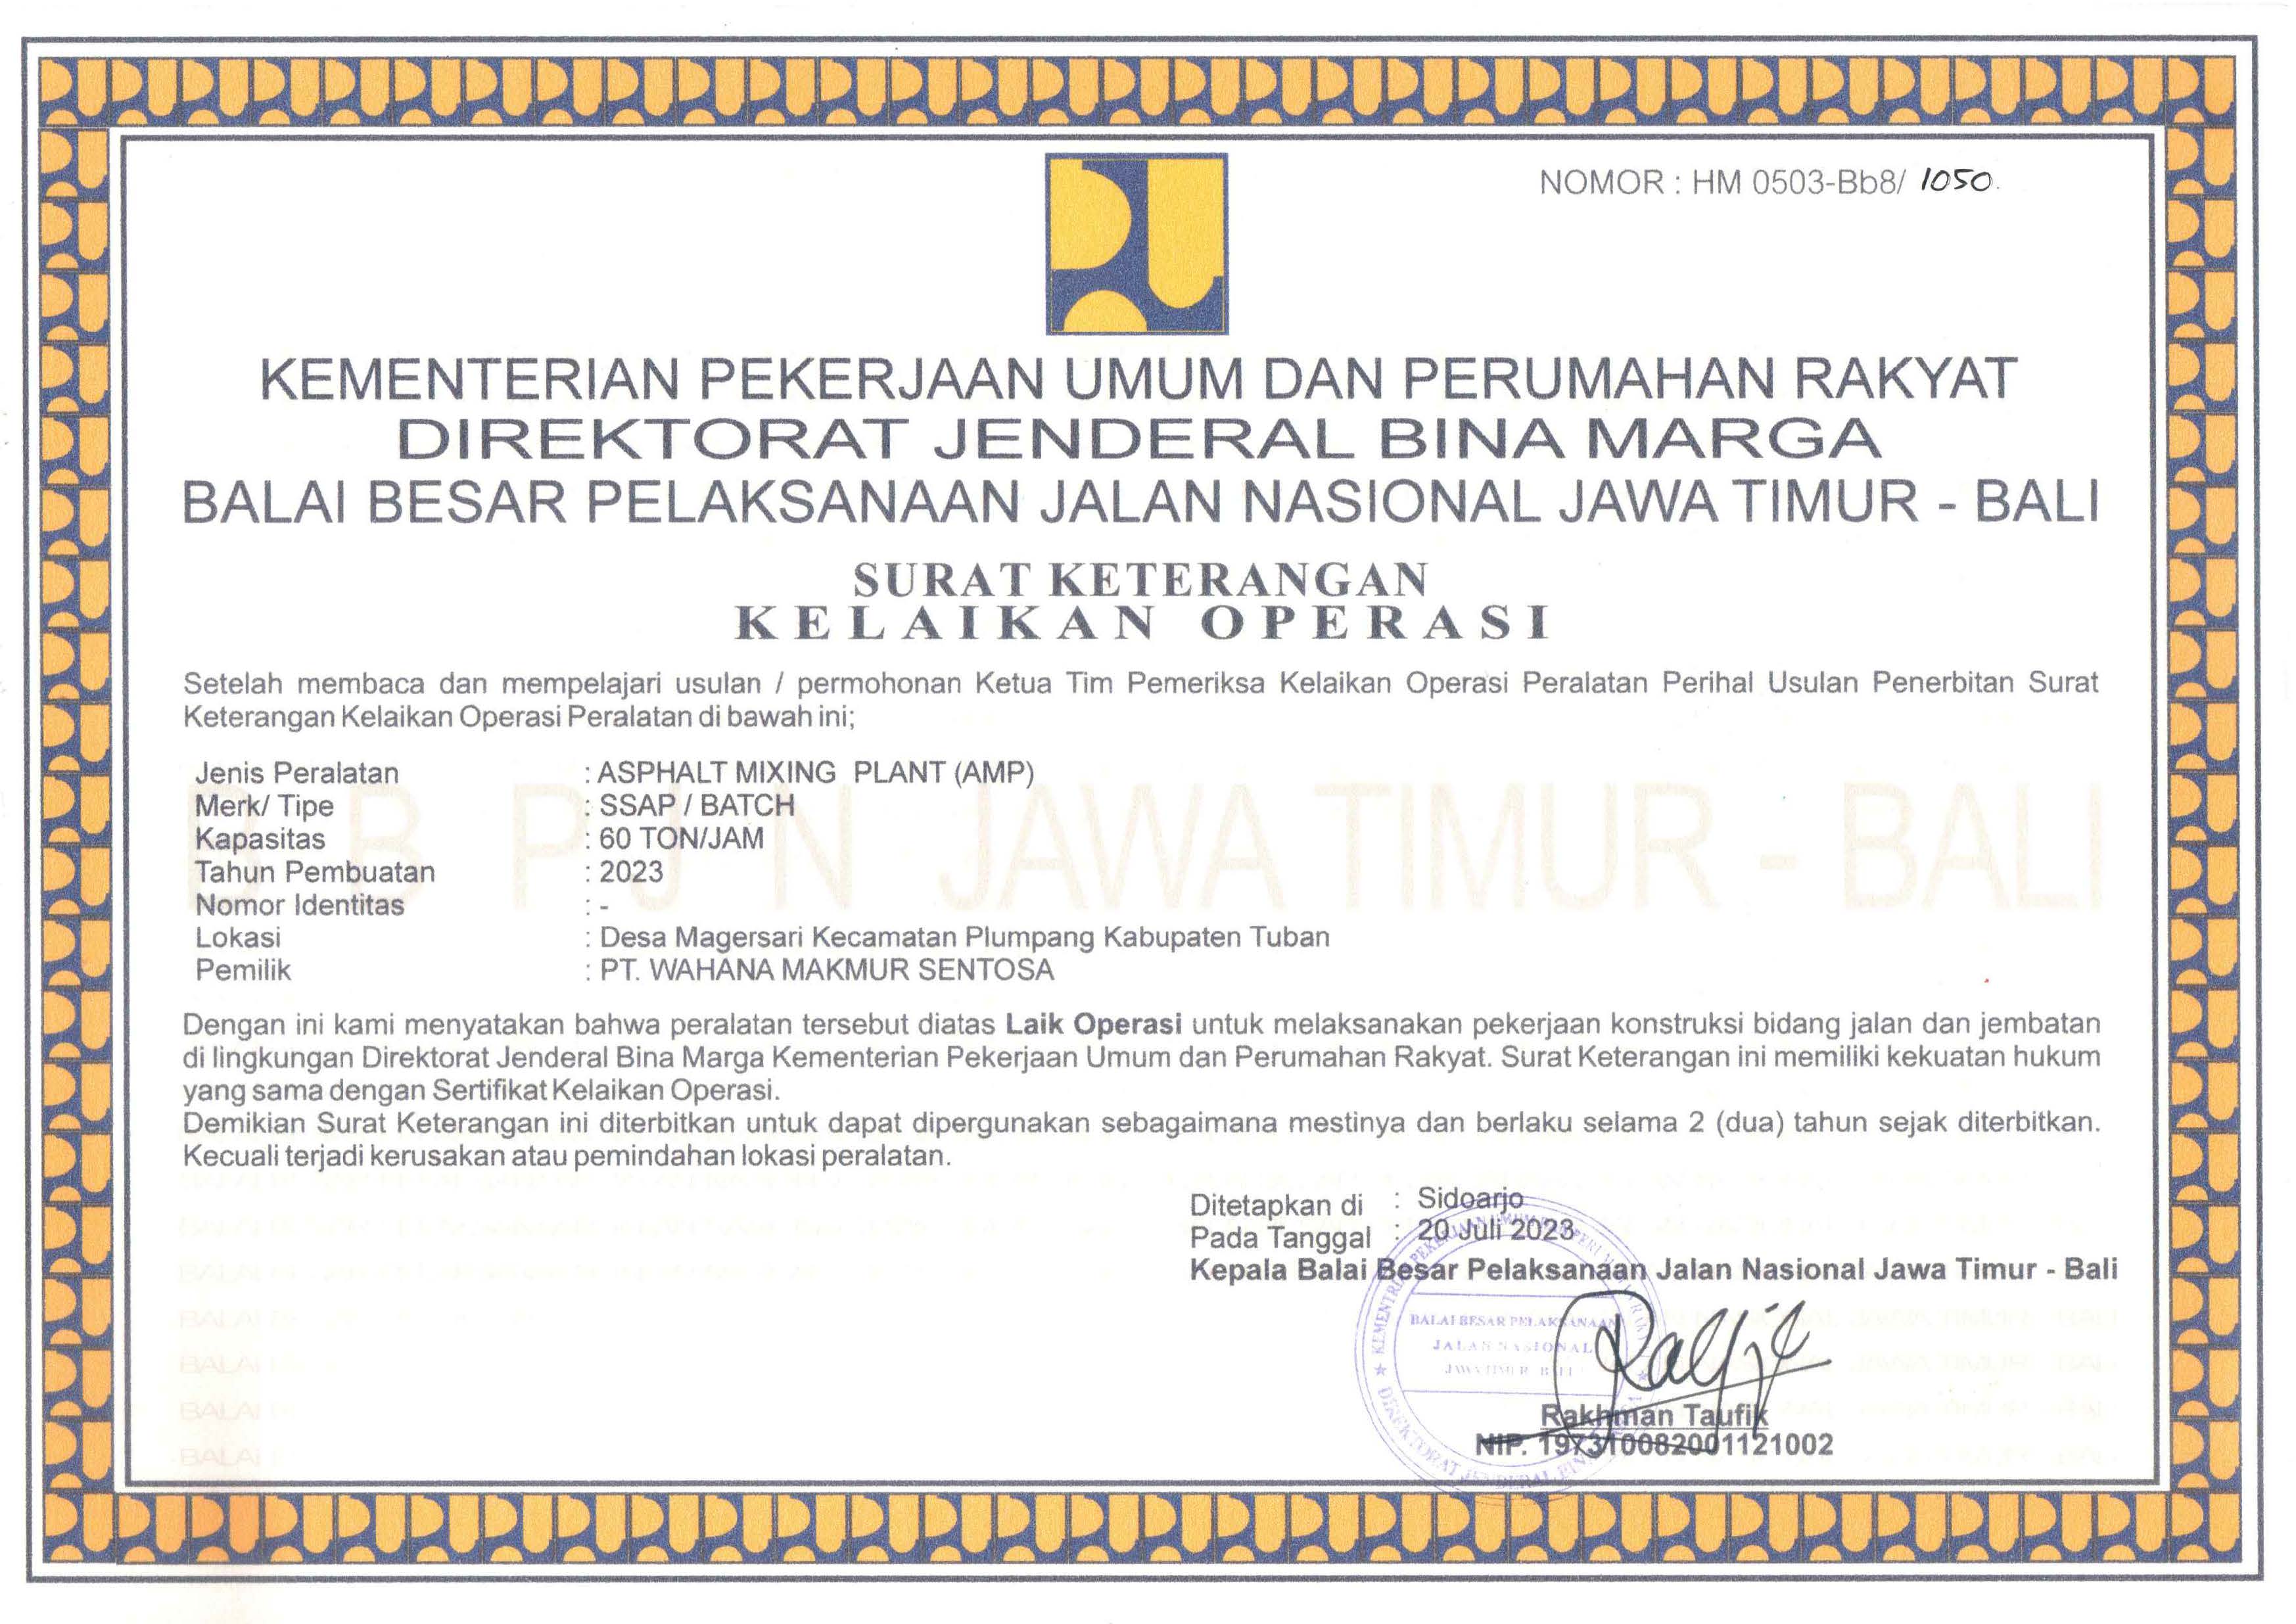 NOMOR : HM 0503-Bb8/ 1050.
KEMENTERIAN PEKERJAAN UMUM DAN PERUMAHAN RAKYAT
DIREKTORAT JENDERAL BINA MARGA
BALAI BESAR PELAKSANAAN JALAN NASIONAL JAWA TIMUR - BALI
SURAT KETERANGAN
KELAIKAN OPERASI
Setelah membaca dan mempelajari usulan / permohonan Ketua Tim Pemeriksa Kelaikan Operasi Peralatan Perihal Usulan Penerbitan Surat
Keterangan Kelaikan Operasi Peralatan di bawah ini;
B B P J N JAWA TIMUR - BALI
Jenis Peralatan : ASPHALT MIXING PLANT (AMP)
Merk/ Tipe : SSAP / BATCH
Kapasitas : 60 TON/JAM
Tahun Pembuatan : 2023
Nomor Identitas : -
Lokasi : Desa Magersari Kecamatan Plumpang Kabupaten Tuban
Pemilik : PT. WAHANA MAKMUR SENTOSA
Dengan ini kami menyatakan bahwa peralatan tersebut diatas Laik Operasi untuk melaksanakan pekerjaan konstruksi bidang jalan dan jembatan
di lingkungan Direktorat Jenderal Bina Marga Kementerian Pekerjaan Umum dan Perumahan Rakyat. Surat Keterangan ini memiliki kekuatan hukum
yang sama dengan Sertifikat Kelaikan Operasi.
Demikian Surat Keterangan ini diterbitkan untuk dapat dipergunakan sebagaimana mestinya dan berlaku selama 2 (dua) tahun sejak diterbitkan.
Kecuali terjadi kerusakan atau pemindahan lokasi peralatan.
Ditetapkan di : Sidoarjo
Pada Tanggal : 20 Juli 2023
Kepala Balai Besar Pelaksanaan Jalan Nasional Jawa Timur - Bali
BALAI BESAR PELAKSANAAN
JALAN NASIONAL
JAWA TIMUR BALI
DIREKTORAT JENDERAL BINA
Rakhman Taufik
NIP. 197310082001121002